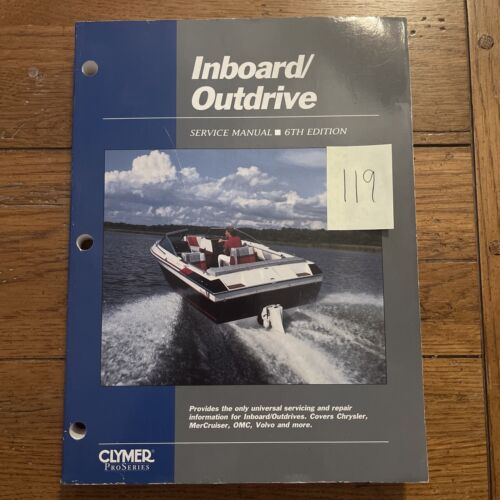 Inboard/
Outdrive
SERVICE MANUAL ■ 6TH EDITION
119
Provides the only universal servicing and repair
information for Inboard/Outdrives. Covers Chrysler,
MerCruiser, OMC, Volvo and more.
CLYMER®
PROSERIES